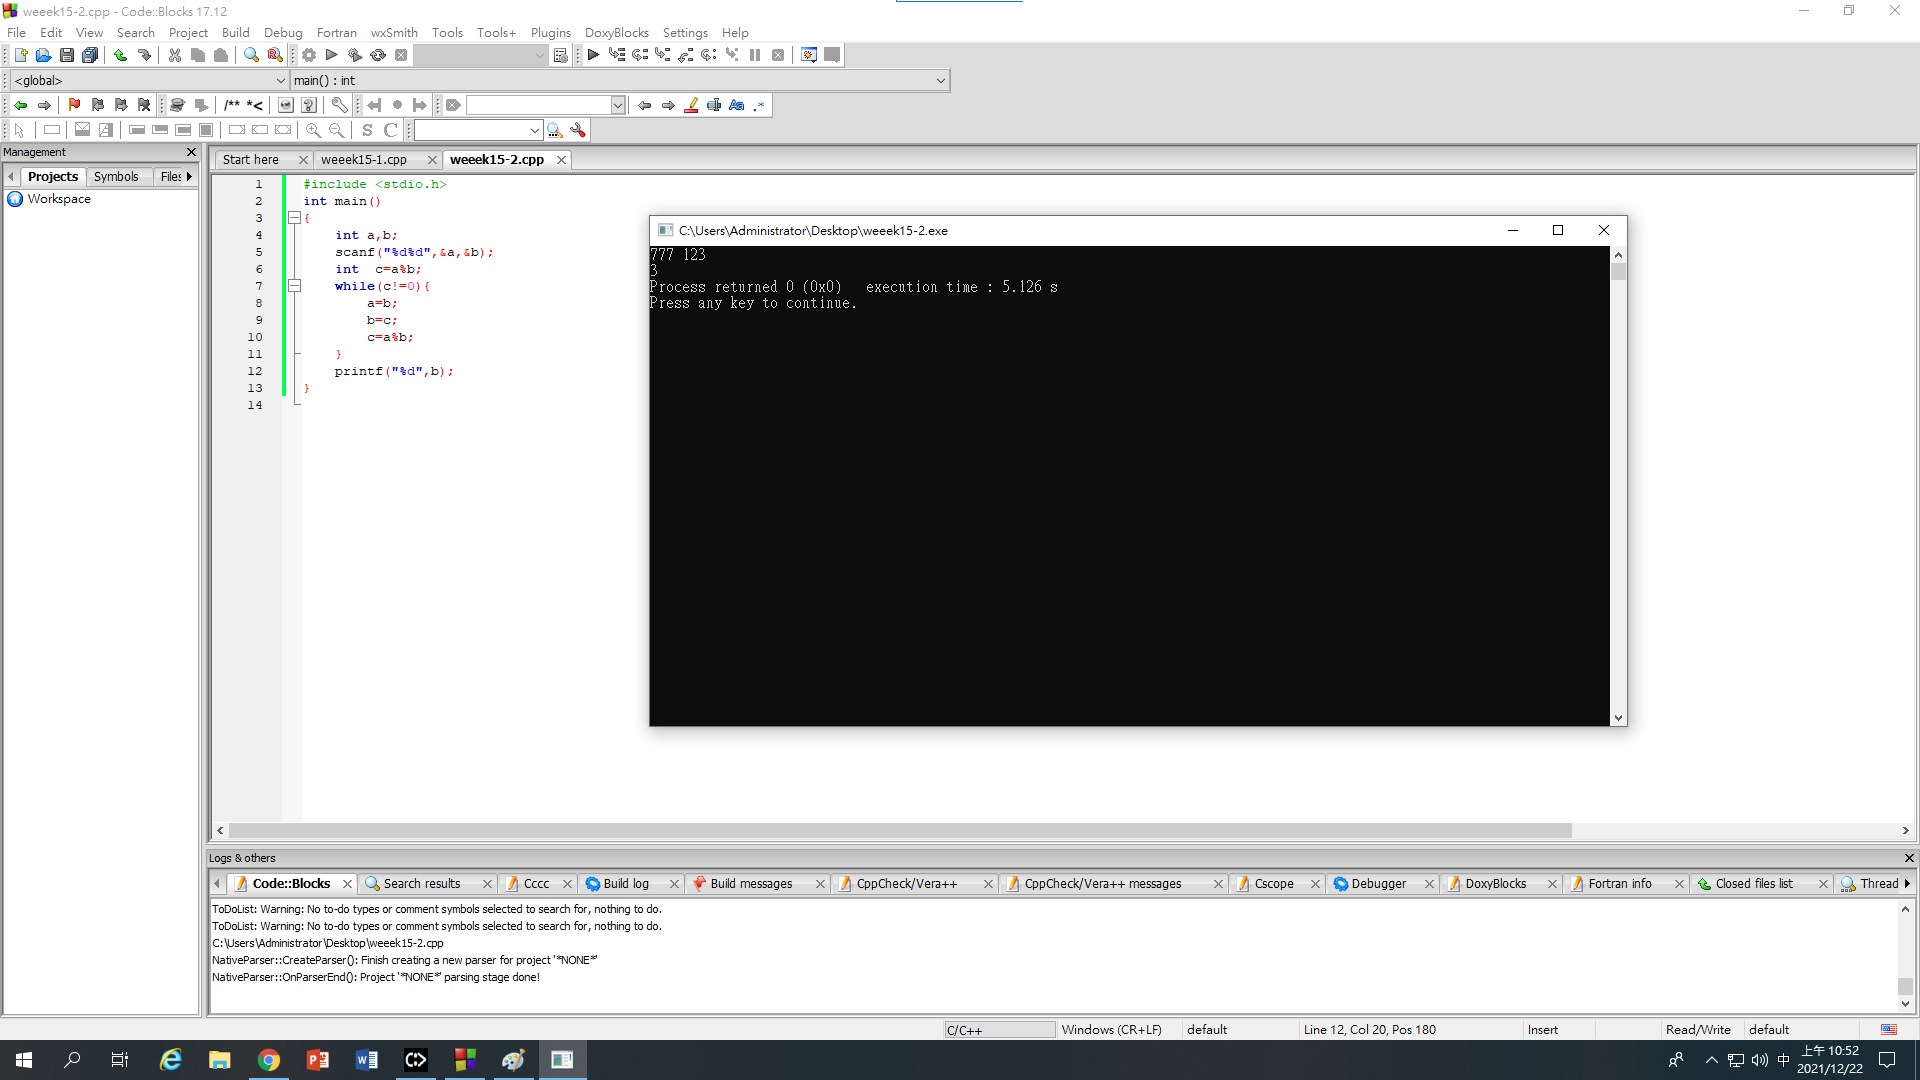 weeek15-2.cpp - Code::Blocks 17.12
File Edit View Search Project Build Debug Fortran wxSmith Tools Tools+ Plugins DoxyBlocks Settings Help
<global> main() : int
/** *<
S C
Management
Start here weeek15-1.cpp weeek15-2.cpp
Projects Symbols Files
Workspace
1 #include <stdio.h>
2 int main()
3 {
4 int a,b;
5 scanf("%d%d",&a,&b);
6 int  c=a%b;
7 while(c!=0){
8 a=b;
9 b=c;
10 c=a%b;
11 }
12 printf("%d",b);
13 }
14
C:\Users\Administrator\Desktop\weeek15-2.exe
777 123
3
Process returned 0 (0x0)   execution time : 5.126 s
Press any key to continue.
Logs & others
Code::Blocks Search results Cccc Build log Build messages CppCheck/Vera++ CppCheck/Vera++ messages Cscope Debugger DoxyBlocks Fortran info Closed files list Thread
ToDoList: Warning: No to-do types or comment symbols selected to search for, nothing to do.
ToDoList: Warning: No to-do types or comment symbols selected to search for, nothing to do.
C:\Users\Administrator\Desktop\weeek15-2.cpp
NativeParser::CreateParser(): Finish creating a new parser for project '*NONE*'
NativeParser::OnParserEnd(): Project '*NONE*' parsing stage done!
C/C++ Windows (CR+LF) default Line 12, Col 20, Pos 180 Insert Read/Write default
中 上午 10:52
2021/12/22